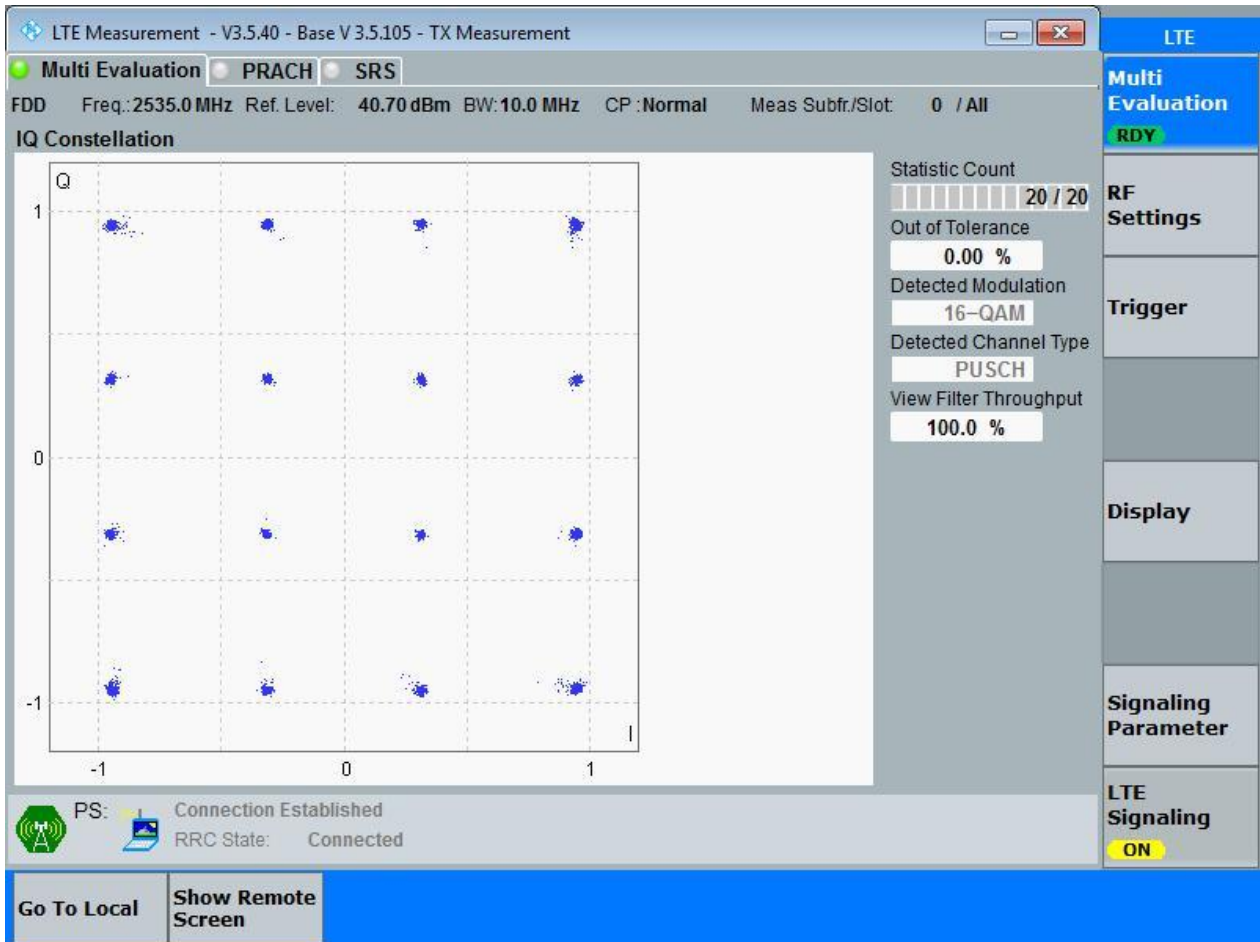 LTE Measurement - V3.5.40 - Base V 3.5.105 - TX Measurement
LTE
Multi Evaluation PRACH SRS
Multi
Evaluation
RDY
FDD Freq.: 2535.0 MHz Ref. Level: 40.70 dBm BW: 10.0 MHz CP : Normal Meas Subfr./Slot: 0 / All
IQ Constellation
Q
1
0
-1
I
-1 0 1
Statistic Count
20 / 20
Out of Tolerance
0.00 %
Detected Modulation
16-QAM
Detected Channel Type
PUSCH
View Filter Throughput
100.0 %
RF
Settings
Trigger
Display
Signaling
Parameter
LTE
Signaling
ON
PS: Connection Established
RRC State: Connected
Go To Local
Show Remote
Screen